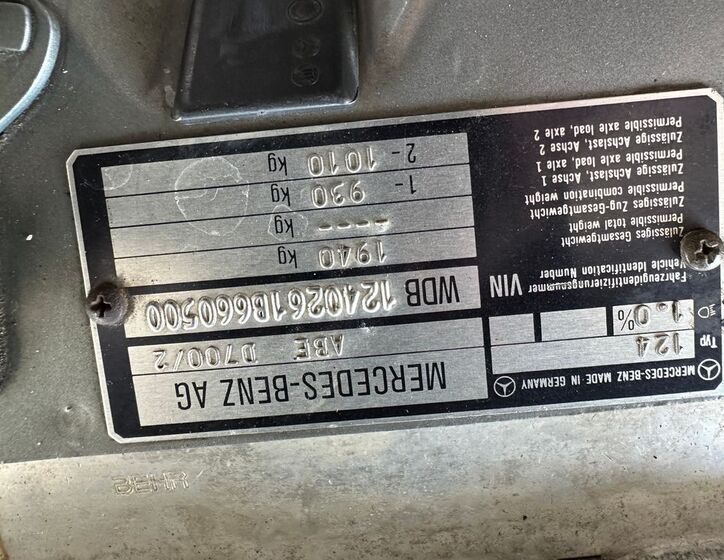 MERCEDES-BENZ MADE IN GERMANY
MERCEDES-BENZ AG
Typ 124
ABE D700/2
1.0%
Fahrzeugidentifizierungsnummer
Vehicle Identification Number
VIN WDB 1240261B660500
Zulässiges Gesamtgewicht
Permissible total weight
1940 kg
Zulässiges Zug-Gesamtgewicht
Permissible combination weight
---- kg
Zulässige Achslast, Achse 1
Permissible axle load, axle 1
1- 930 kg
Zulässige Achslast, Achse 2
Permissible axle load, axle 2
2- 1010 kg
BEHR